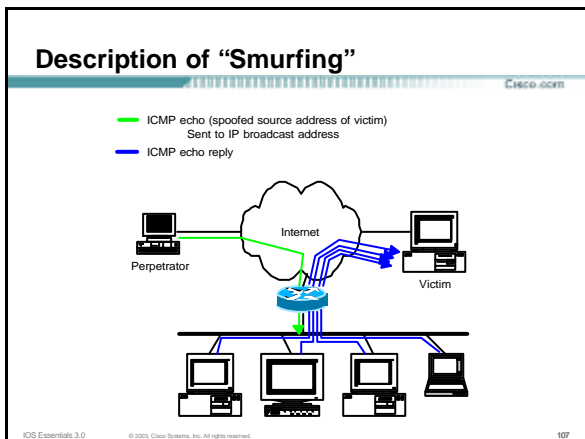 Description of “Smurfing”
Cisco.com
ICMP echo (spoofed source address of victim)
Sent to IP broadcast address
ICMP echo reply
Internet
Perpetrator
Victim
IOS Essentials 3.0
© 2003, Cisco Systems, Inc. All rights reserved.
107